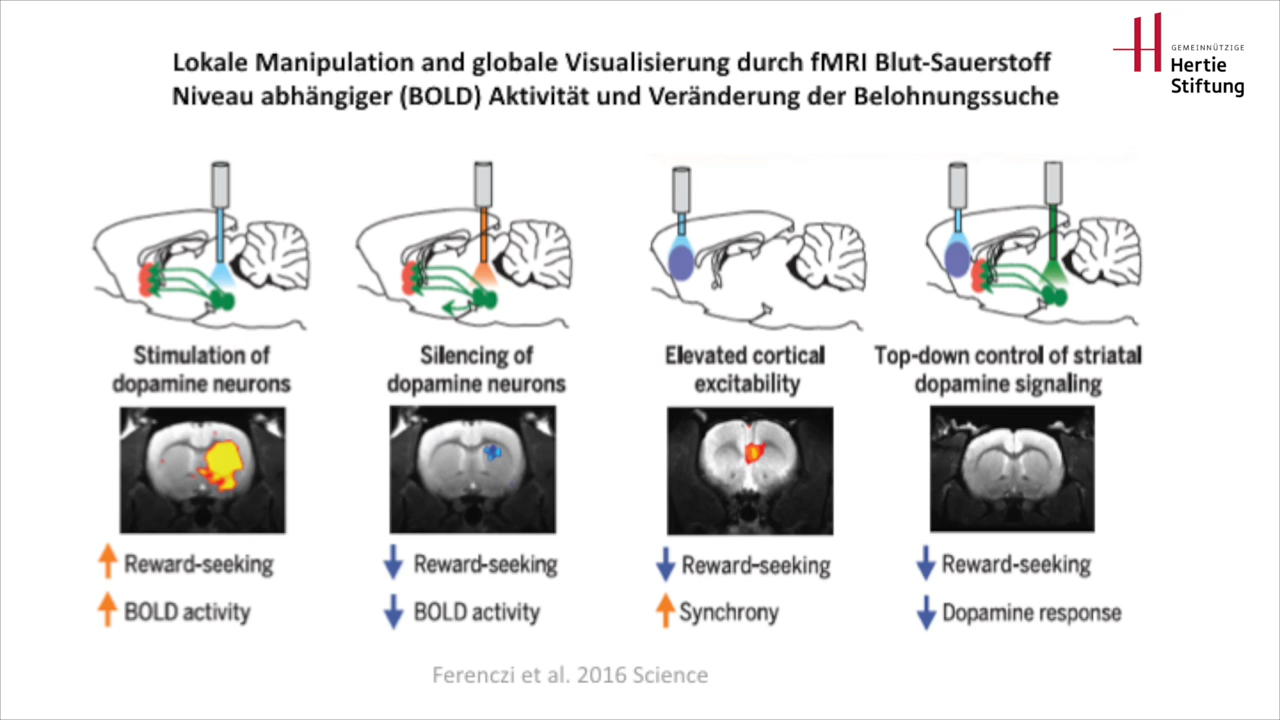 Lokale Manipulation and globale Visualisierung durch fMRI Blut-Sauerstoff
Niveau abhängiger (BOLD) Aktivität und Veränderung der Belohnungssuche
GEMEINNÜTZIGE
Hertie
Stiftung
Stimulation of
dopamine neurons
Silencing of
dopamine neurons
Elevated cortical
excitability
Top-down control of striatal
dopamine signaling
Reward-seeking
BOLD activity
Reward-seeking
BOLD activity
Reward-seeking
Synchrony
Reward-seeking
Dopamine response
Ferenczi et al. 2016 Science